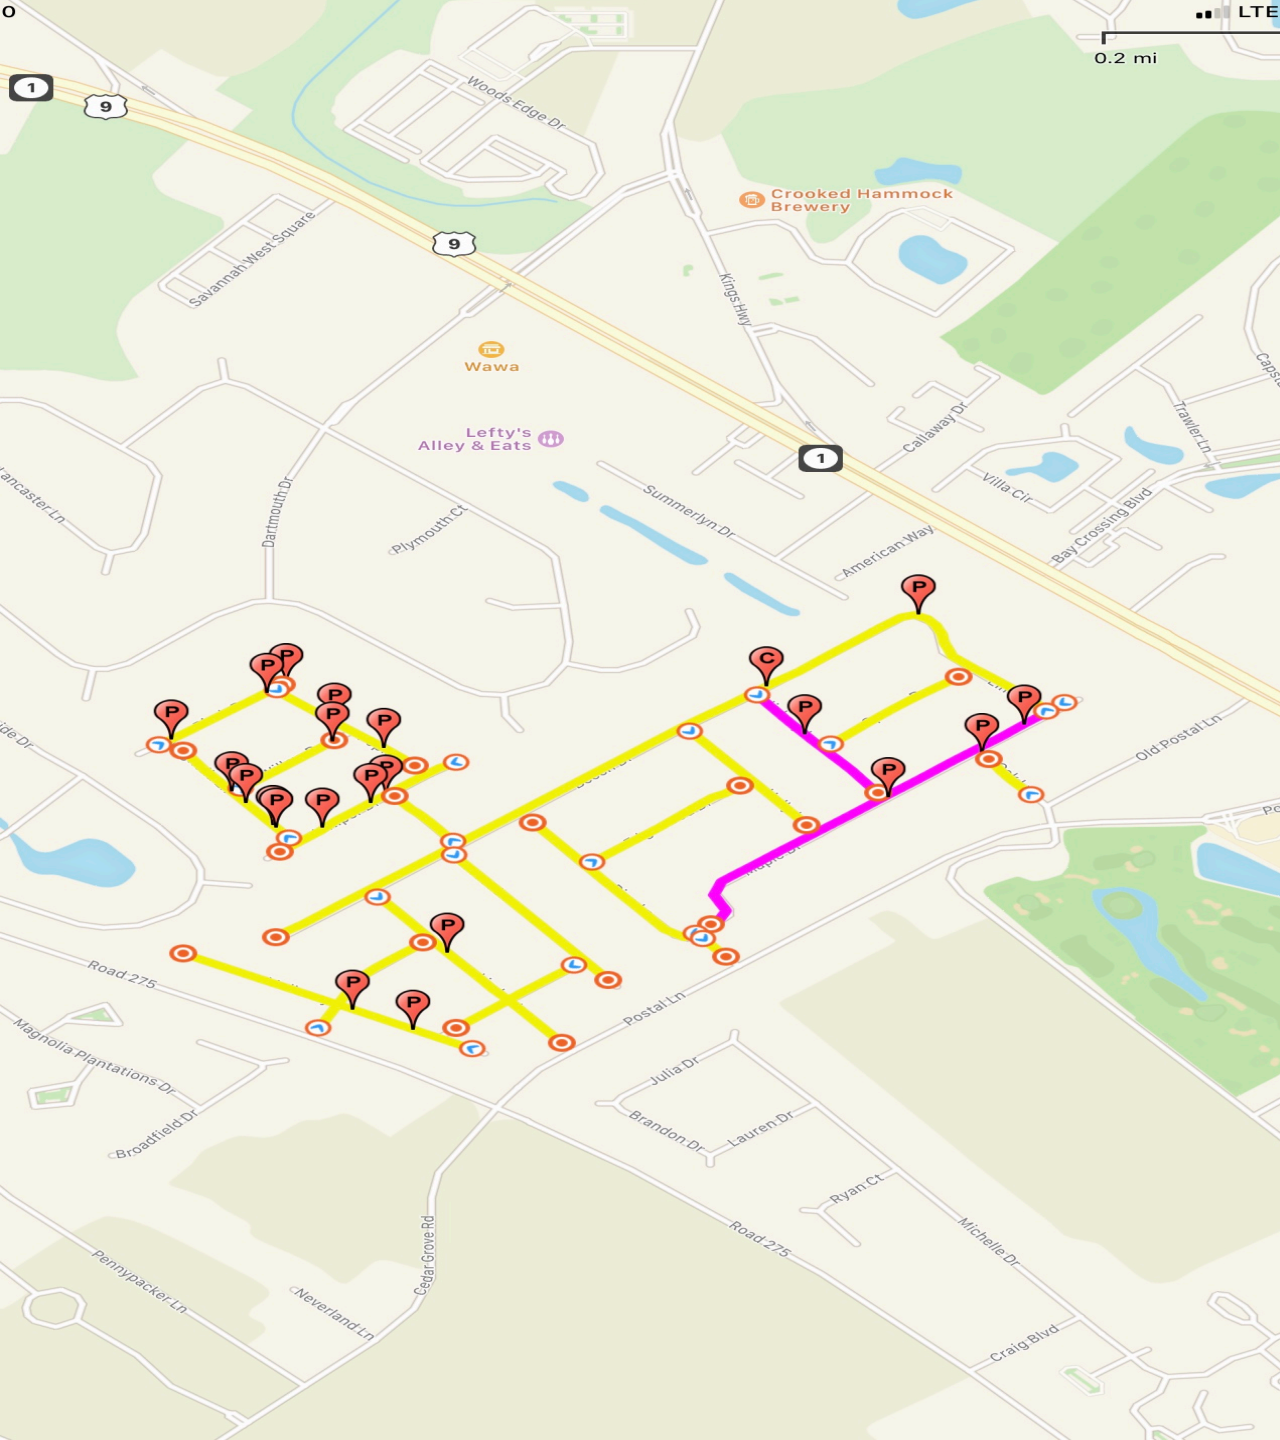 O
LTE
0.2 mi
1
9
Woods Edge Dr
Crooked Hammock
Brewery
Savannah West Square
9
Kings Hwy
Wawa
Lefty's
Alley & Eats
Callaway Dr
Trawler Ln
1
Villa Cir
Lancaster Ln
Dartmouth Dr
Plymouth Ct
Summerlyn Dr
Bay Crossing Blvd
American Way
P
P
P
C
P
P
P
P
P
P
P
P
Old Postal Ln
P
P
P
P
P
P
P
P
Maple
P
Road 275
P
P
Postal Ln
Magnolia Plantations Dr
Julia Dr
Broadfield Dr
Brandon Dr
Lauren Dr
Ryan Ct
Cedar Grove Rd
Road 275
Michelle Dr
Pennypacker Ln
Neverland Ln
Craig Blvd